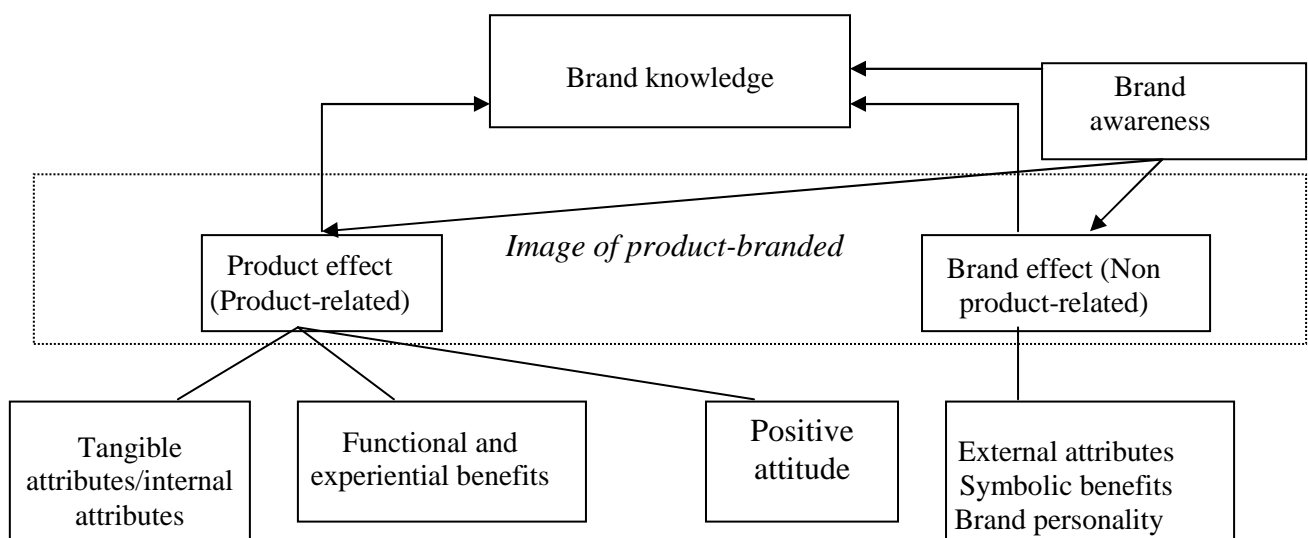 Brand knowledge
Brand
awareness
Image of product-branded
Product effect
(Product-related)
Brand effect (Non
product-related)
Tangible
attributes/internal
attributes
Functional and
experiential benefits
Positive
attitude
External attributes
Symbolic benefits
Brand personality